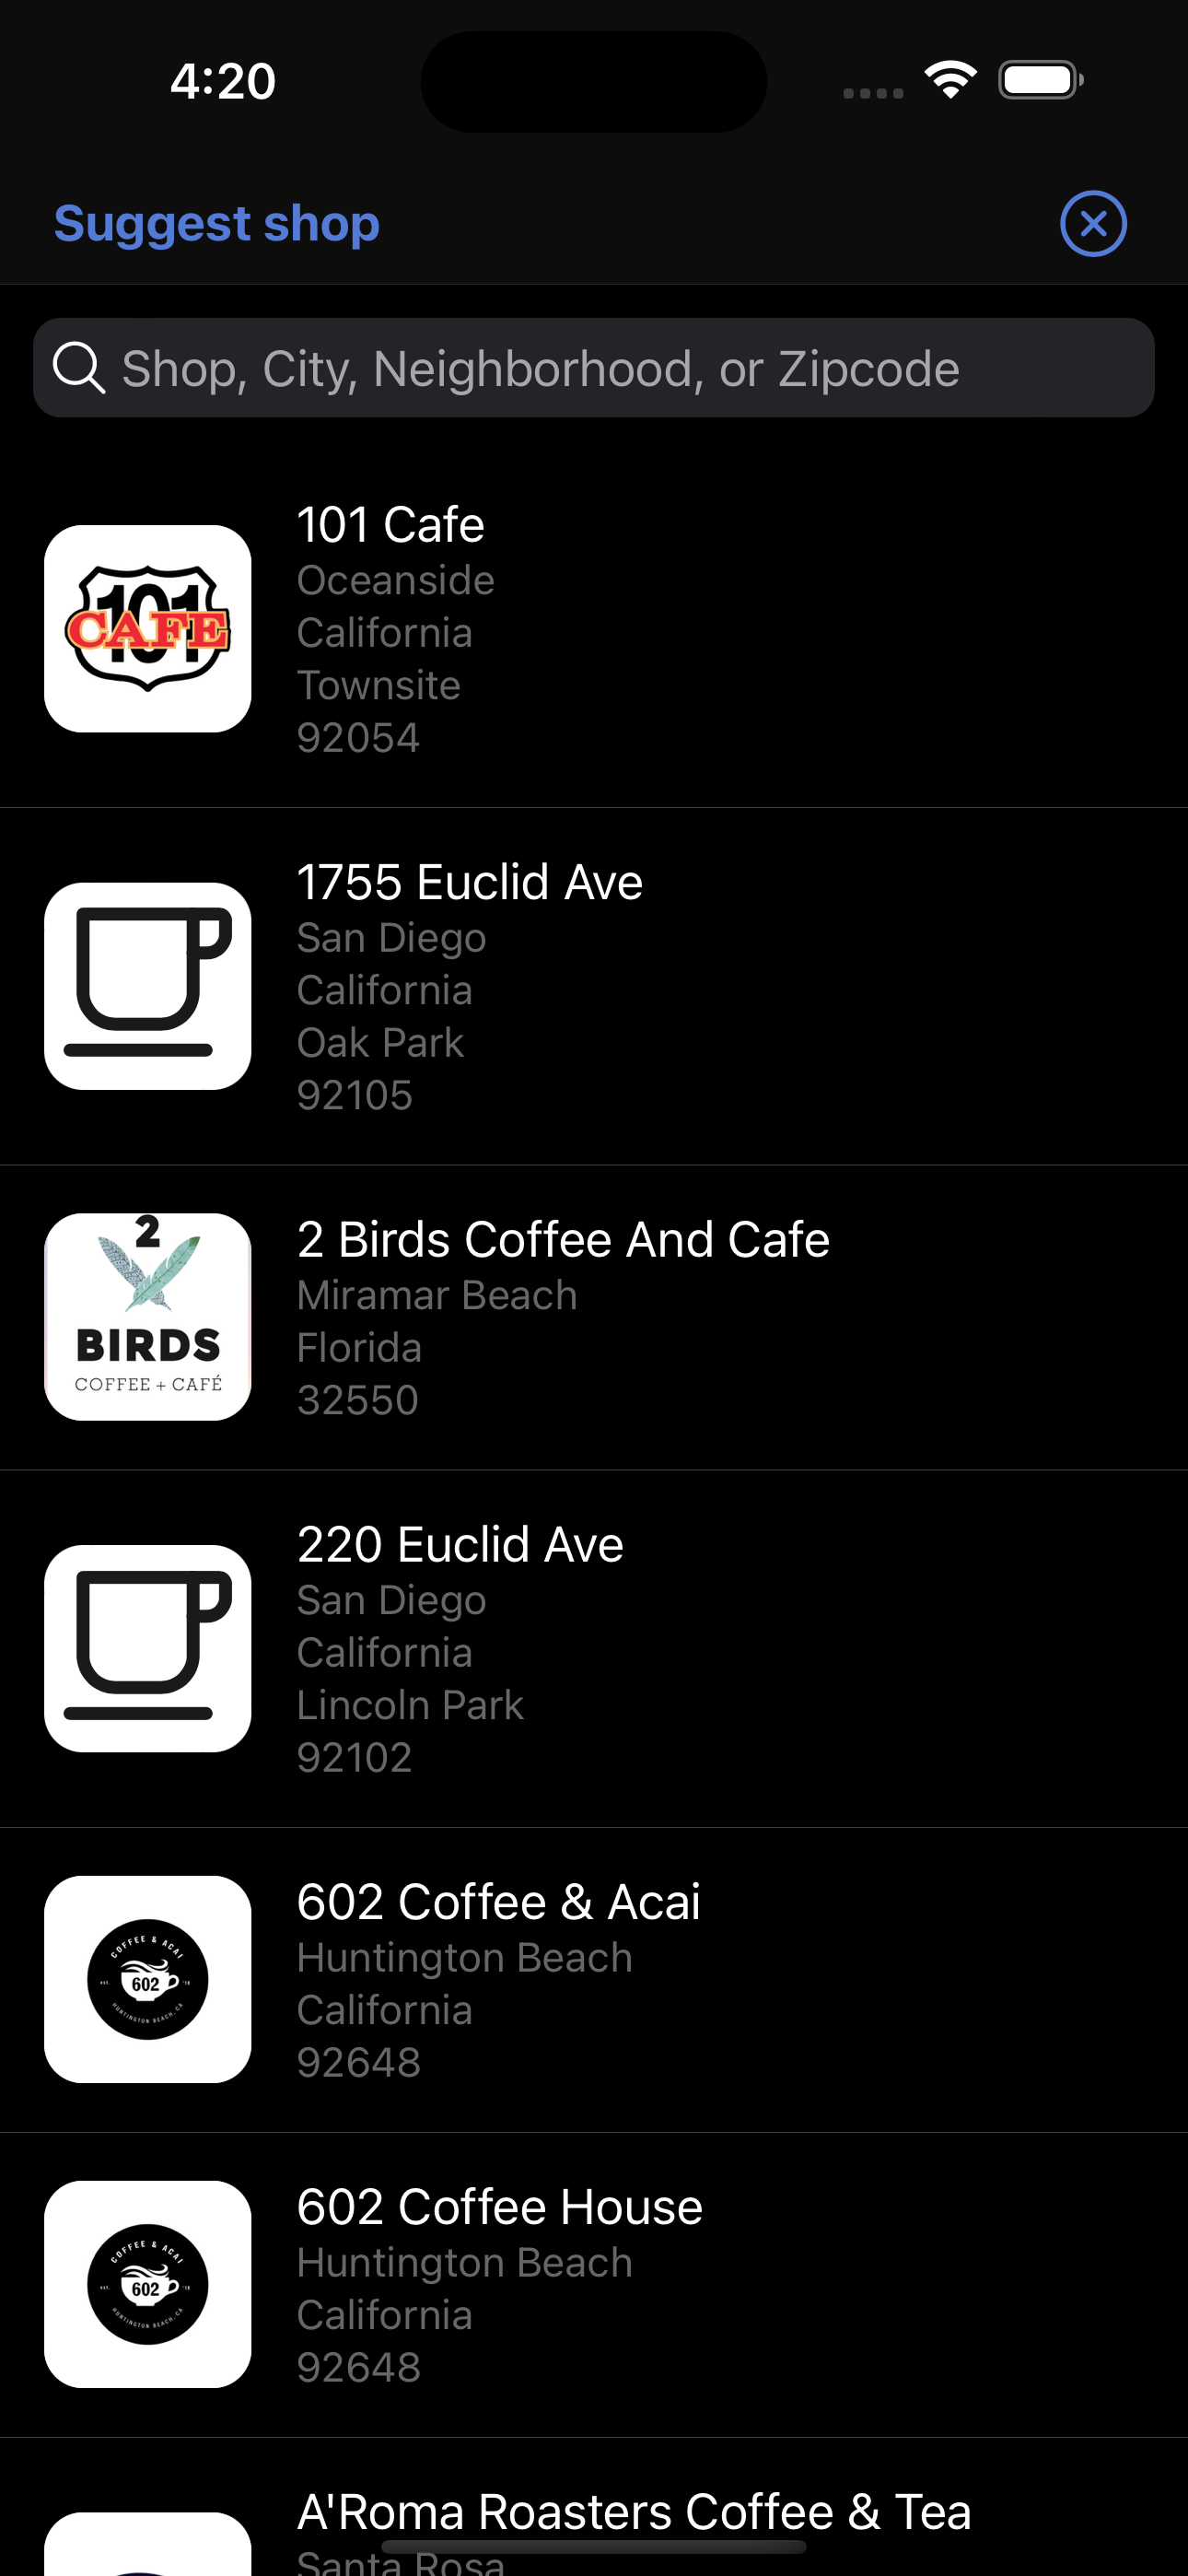 4:20
Suggest shop
Shop, City, Neighborhood, or Zipcode
101 Cafe
Oceanside
California
Townsite
92054
101
CAFE
1755 Euclid Ave
San Diego
California
Oak Park
92105
2 Birds Coffee And Cafe
Miramar Beach
Florida
32550
2
BIRDS
COFFEE + CAFÉ
220 Euclid Ave
San Diego
California
Lincoln Park
92102
602 Coffee & Acai
Huntington Beach
California
92648
COFFEE & ACAI
602
HUNTINGTON BEACH, CA
602 Coffee House
Huntington Beach
California
92648
COFFEE & ACAI
602
HUNTINGTON BEACH, CA
A'Roma Roasters Coffee & Tea
Santa Rosa